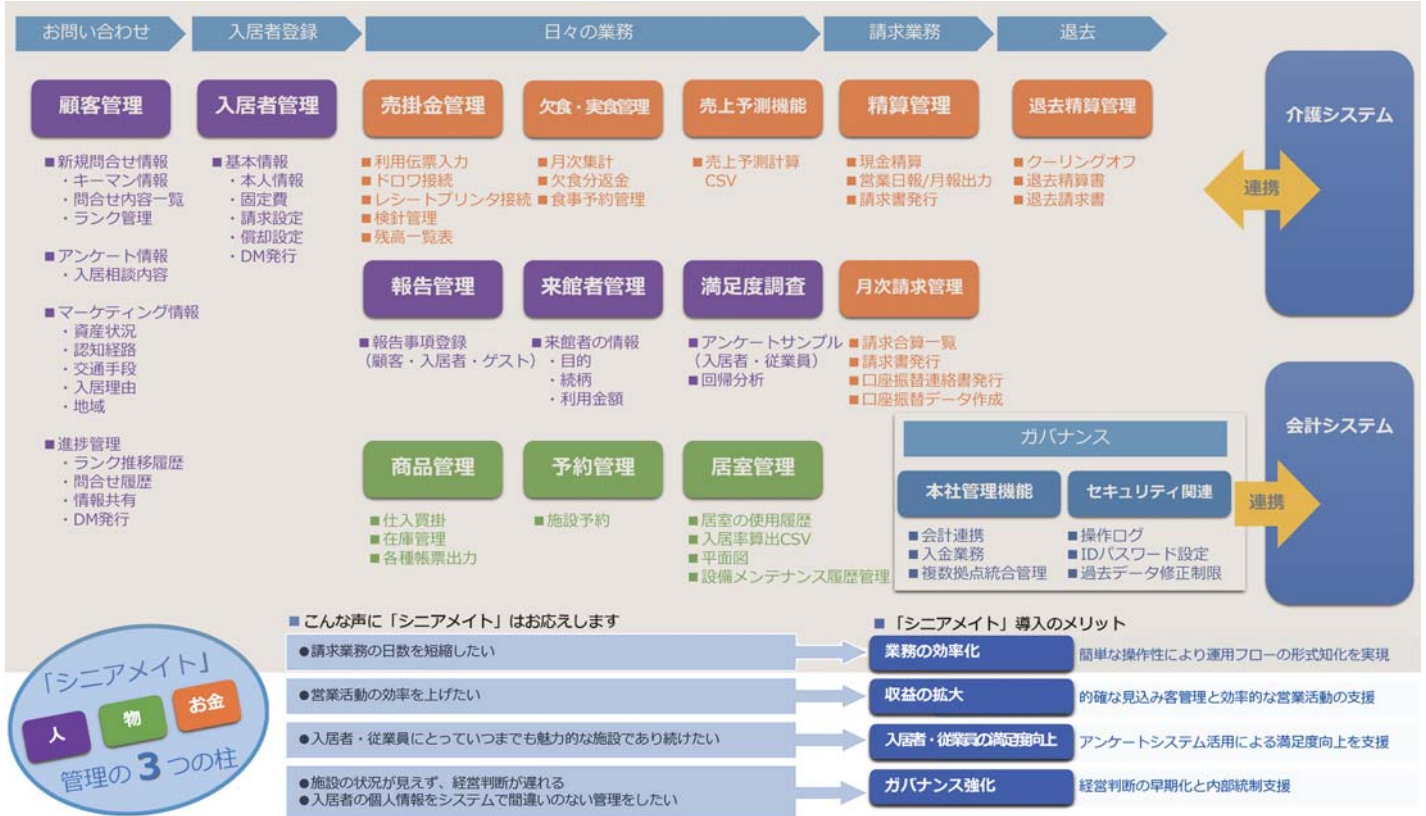 お問い合わせ
入居者登録
日々の業務
請求業務
退去
顧客管理
■新規問合せ情報
・キーマン情報
・問合せ内容一覧
・ランク管理
■アンケート情報
・入居相談内容
■マーケティング情報
・資産状況
・認知経路
・交通手段
・入居理由
・地域
■進捗管理
・ランク推移履歴
・問合せ履歴
・情報共有
・DM発行
入居者管理
■基本情報
・本人情報
・固定費
・請求設定
・償却設定
・DM発行
売掛金管理
■利用伝票入力
■ドロワ接続
■レシートプリンタ接続
■検針管理
■残高一覧表
欠食・実食管理
■月次集計
■欠食分返金
■食事予約管理
売上予測機能
■売上予測計算
CSV
精算管理
■現金精算
■営業日報/月報出力
■請求書発行
退去精算管理
■クーリングオフ
■退去精算書
■退去請求書
報告管理
■報告事項登録
（顧客・入居者・ゲスト）
来館者管理
■来館者の情報
・目的
・続柄
・利用金額
満足度調査
■アンケートサンプル
（入居者・従業員）
■回帰分析
月次請求管理
■請求合算一覧
■請求書発行
■口座振替連絡書発行
■口座振替データ作成
商品管理
■仕入買掛
■在庫管理
■各種帳票出力
予約管理
■施設予約
居室管理
■居室の使用履歴
■入居率算出CSV
■平面図
■設備メンテナンス履歴管理
ガバナンス
本社管理機能
■会計連携
■入金業務
■複数拠点統合管理
セキュリティ関連
■操作ログ
■IDパスワード設定
■過去データ修正制限
介護システム
連携
会計システム
連携
「シニアメイト」
人
物
お金
管理の3つの柱
■こんな声に「シニアメイト」はお応えします
●請求業務の日数を短縮したい
●営業活動の効率を上げたい
●入居者・従業員にとっていつまでも魅力的な施設であり続けたい
●施設の状況が見えず、経営判断が遅れる
●入居者の個人情報をシステムで間違いのない管理をしたい
■「シニアメイト」導入のメリット
業務の効率化
簡単な操作性により運用フローの形式知化を実現
収益の拡大
的確な見込み客管理と効率的な営業活動の支援
入居者・従業員の満足度向上
アンケートシステム活用による満足度向上を支援
ガバナンス強化
経営判断の早期化と内部統制支援